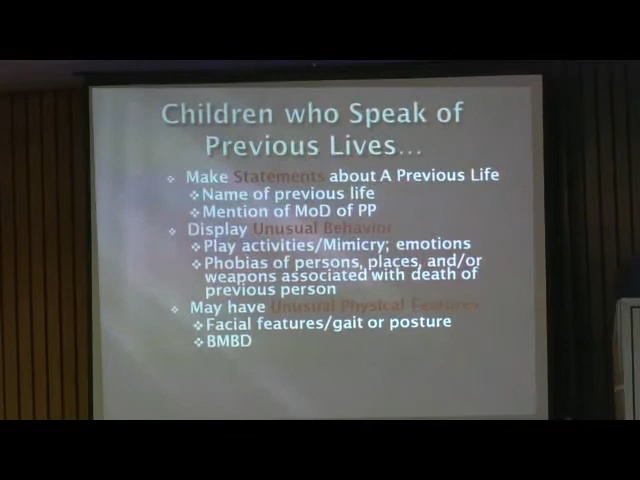 Children who Speak of
Previous Lives...
Make Statements about A Previous Life
Name of previous life
Mention of MoD of PP
Display Unusual Behavior
Play activities/Mimicry; emotions
Phobias of persons, places, and/or
weapons associated with death of
previous person
May have Unusual Physical Features
Facial features/gait or posture
BMBD